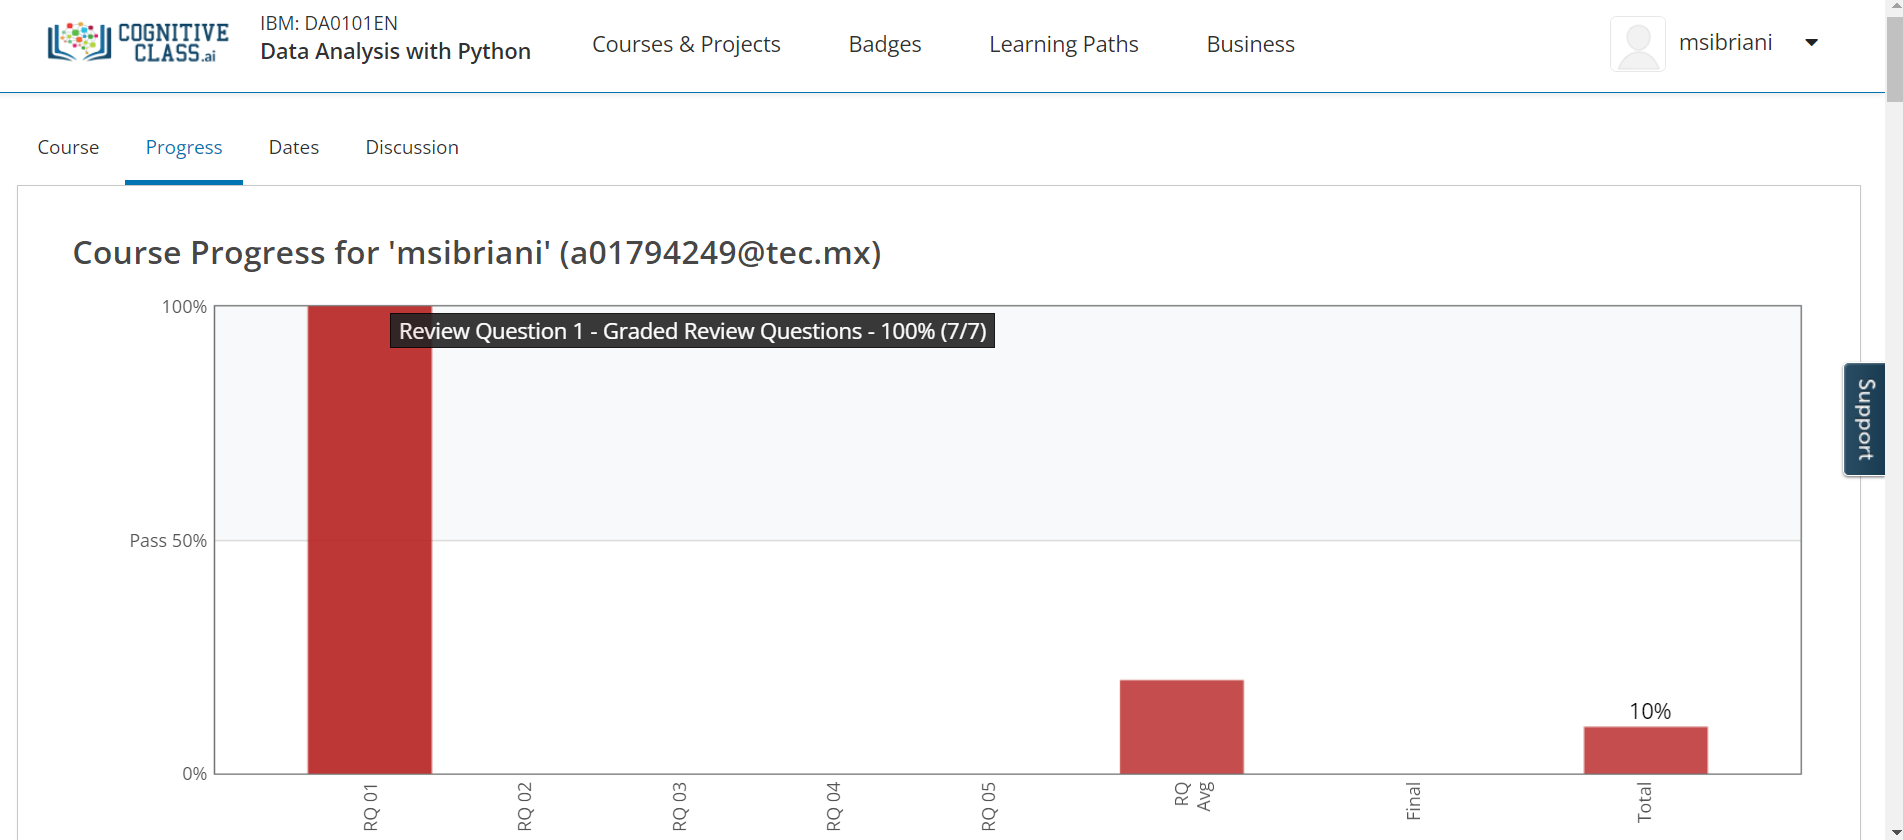 COGNITIVE
CLASS.ai
IBM: DA0101EN
Data Analysis with Python
Courses & Projects
Badges
Learning Paths
Business
msibriani
Course
Progress
Dates
Discussion
Course Progress for 'msibriani' (a01794249@tec.mx)
100%
Review Question 1 - Graded Review Questions - 100% (7/7)
Support
Pass 50%
10%
0%
RQ 01
RQ 02
RQ 03
RQ 04
RQ 05
RQ
Avg
Final
Total